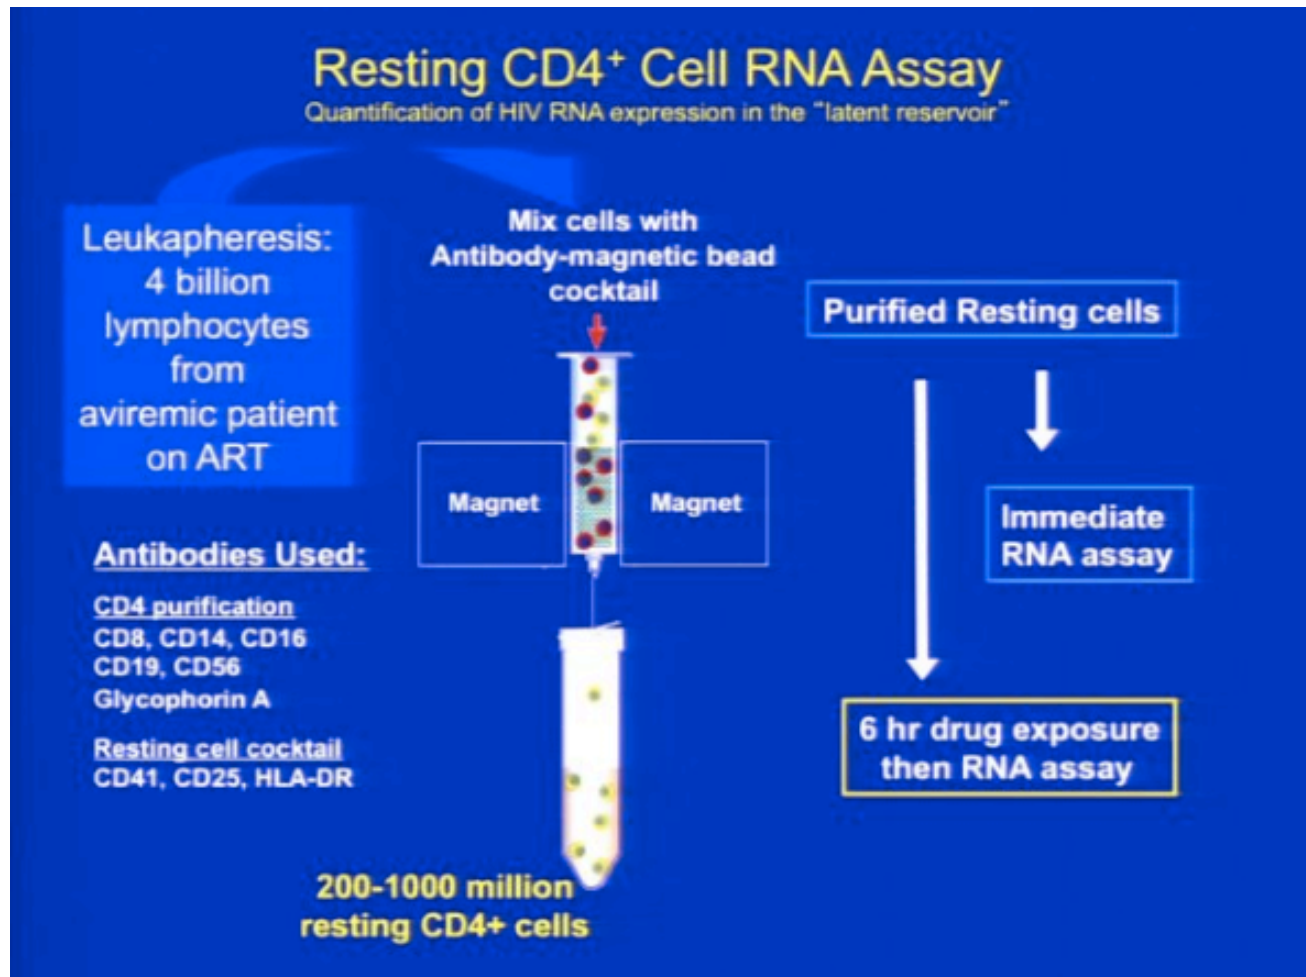 Resting CD4⁺ Cell RNA Assay
Quantification of HIV RNA expression in the “latent reservoir”
Leukapheresis:
4 billion
lymphocytes
from
aviremic patient
on ART
Mix cells with
Antibody-magnetic bead
cocktail
Magnet
Magnet
Antibodies Used:
CD4 purification
CD8, CD14, CD16
CD19, CD56
Glycophorin A
Resting cell cocktail
CD41, CD25, HLA-DR
200-1000 million
resting CD4+ cells
Purified Resting cells
Immediate
RNA assay
6 hr drug exposure
then RNA assay